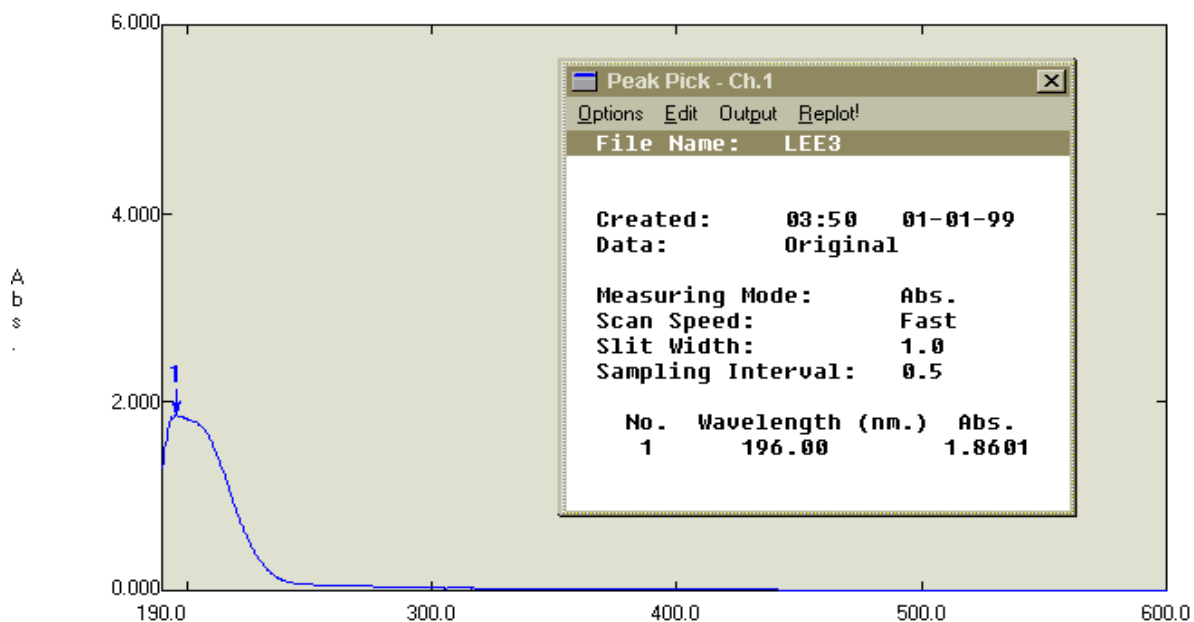 6.000
4.000
2.000
0.000
A
b
s
.
1
190.0 300.0 400.0 500.0 600.0
Peak Pick - Ch.1
Options Edit Output Replot!
File Name: LEE3
Created: 03:50 01-01-99
Data: Original
Measuring Mode: Abs.
Scan Speed: Fast
Slit Width: 1.0
Sampling Interval: 0.5
No. Wavelength (nm.) Abs.
1 196.00 1.8601